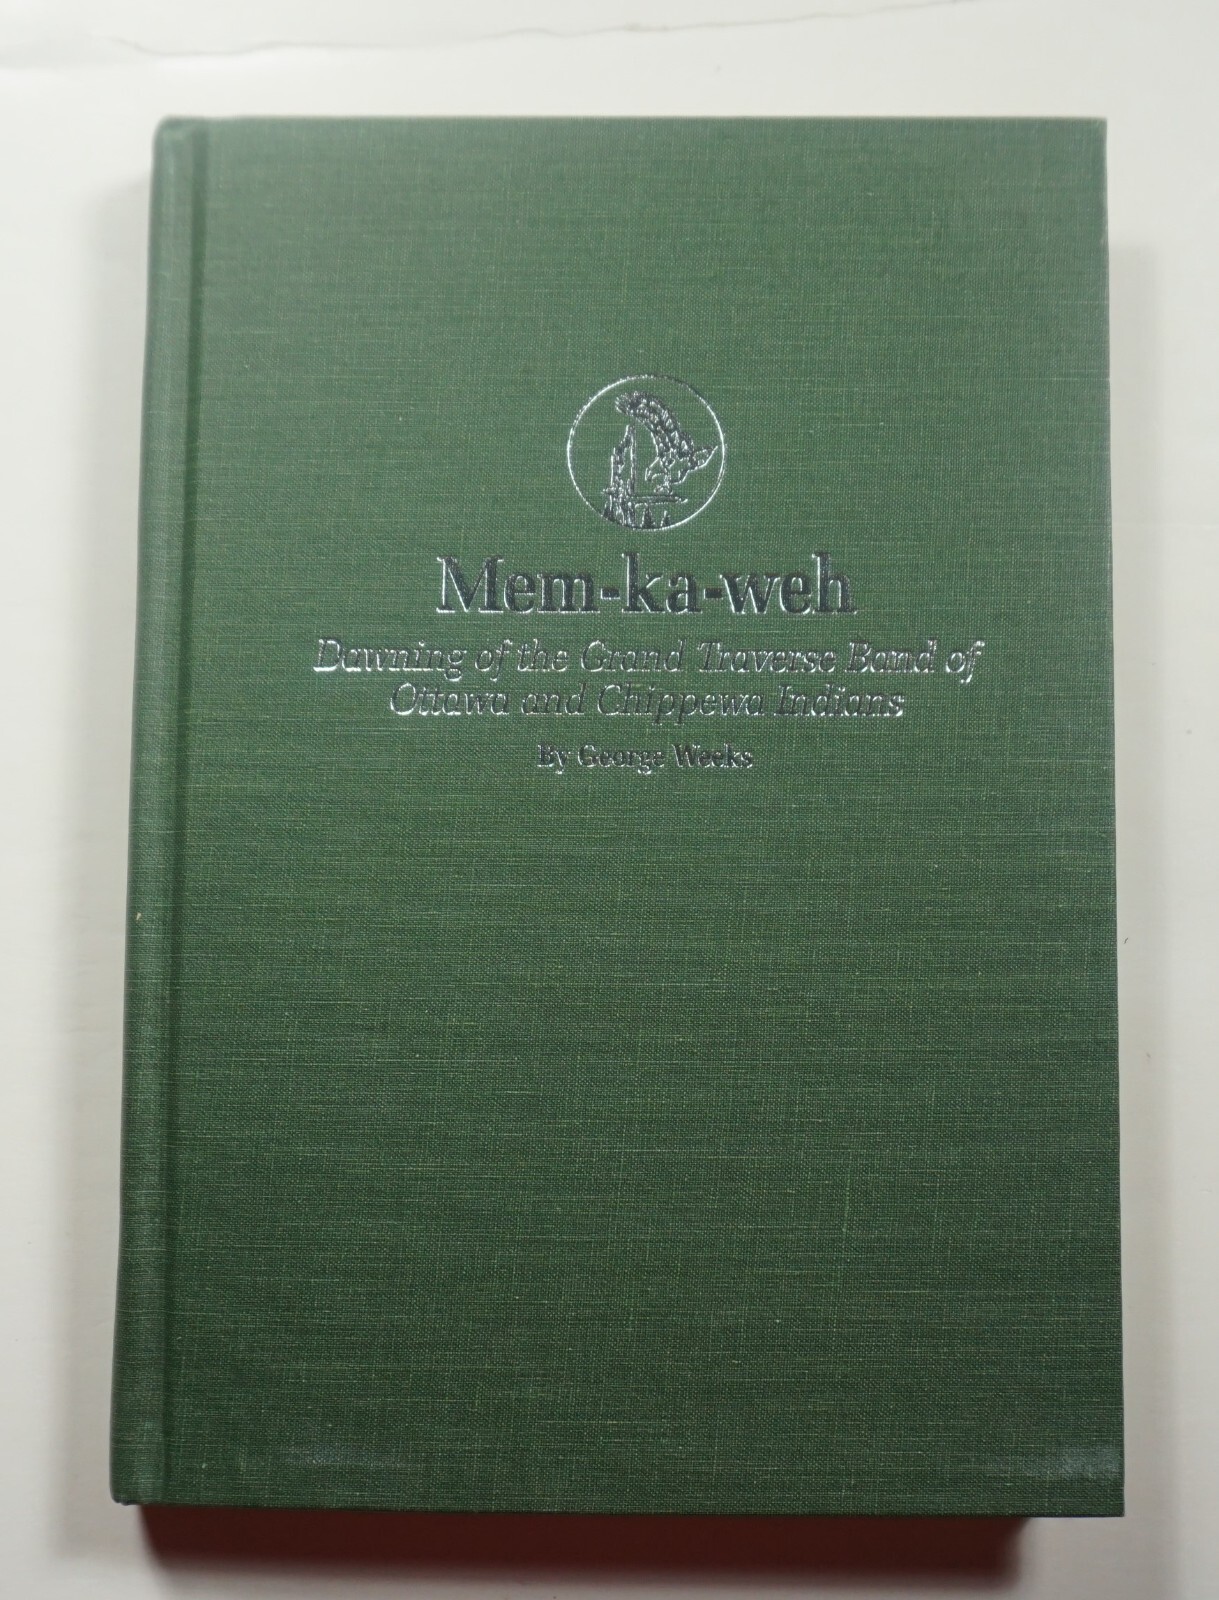 Mem-ka-weh
Dawning of the Grand Traverse Band of
Ottawa and Chippewa Indians
By George Weeks